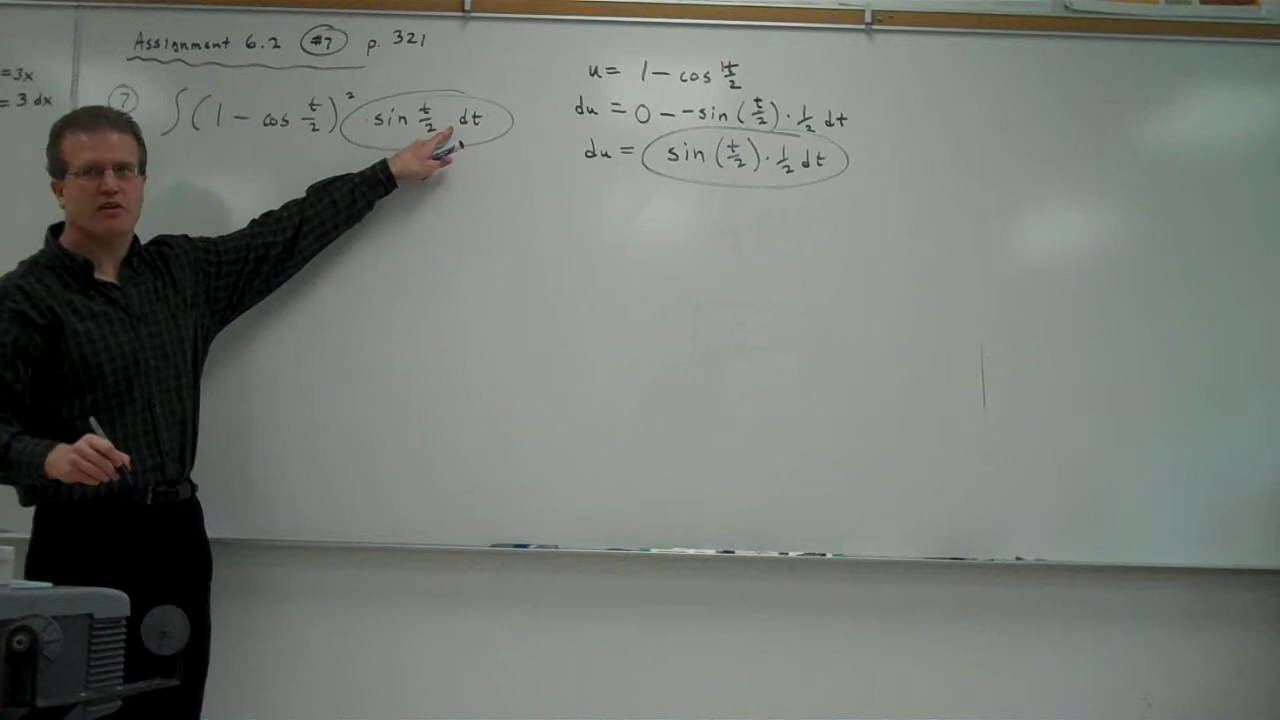 Assignment 6.2 #7 p. 321
= 3x
= 3 dx
⑦ ∫(1 - cos t/2)² sin t/2 dt
u = 1 - cos t/2
du = 0 - -sin (t/2) · 1/2 dt
du = sin (t/2) · 1/2 dt